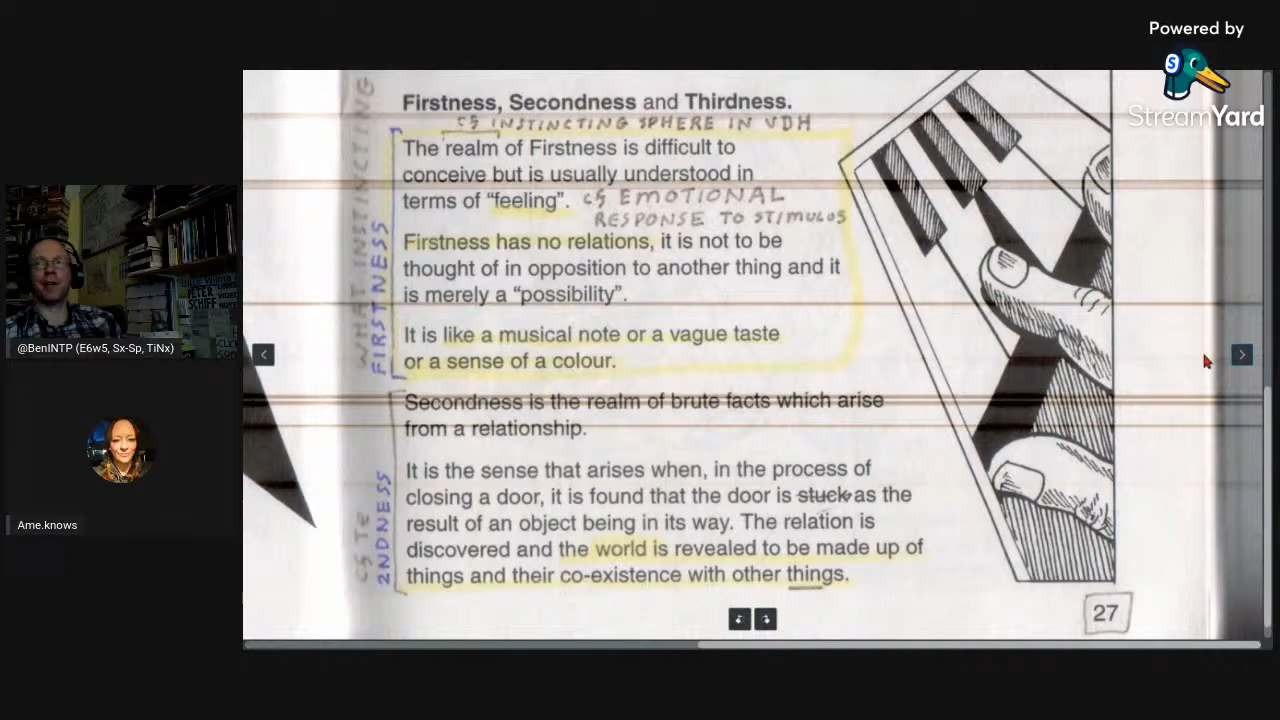 Powered by
S
StreamYard
Firstness, Secondness and Thirdness.
cf INSTINCTING SPHERE IN VDH
The realm of Firstness is difficult to
conceive but is usually understood in
terms of “feeling”. cf EMOTIONAL
RESPONSE TO STIMULOS
Firstness has no relations, it is not to be
thought of in opposition to another thing and it
is merely a “possibility”.
It is like a musical note or a vague taste
or a sense of a colour.
WHAT INSTINCTING
FIRSTNESS
Secondness is the realm of brute facts which arise
from a relationship.
It is the sense that arises when, in the process of
closing a door, it is found that the door is stuck as the
result of an object being in its way. The relation is
discovered and the world is revealed to be made up of
things and their co-existence with other things.
cf Te
2NDNESS
27
PETER
SCHIFF
@BenINTP (E6w5, Sx-Sp, TiNx)
Ame.knows